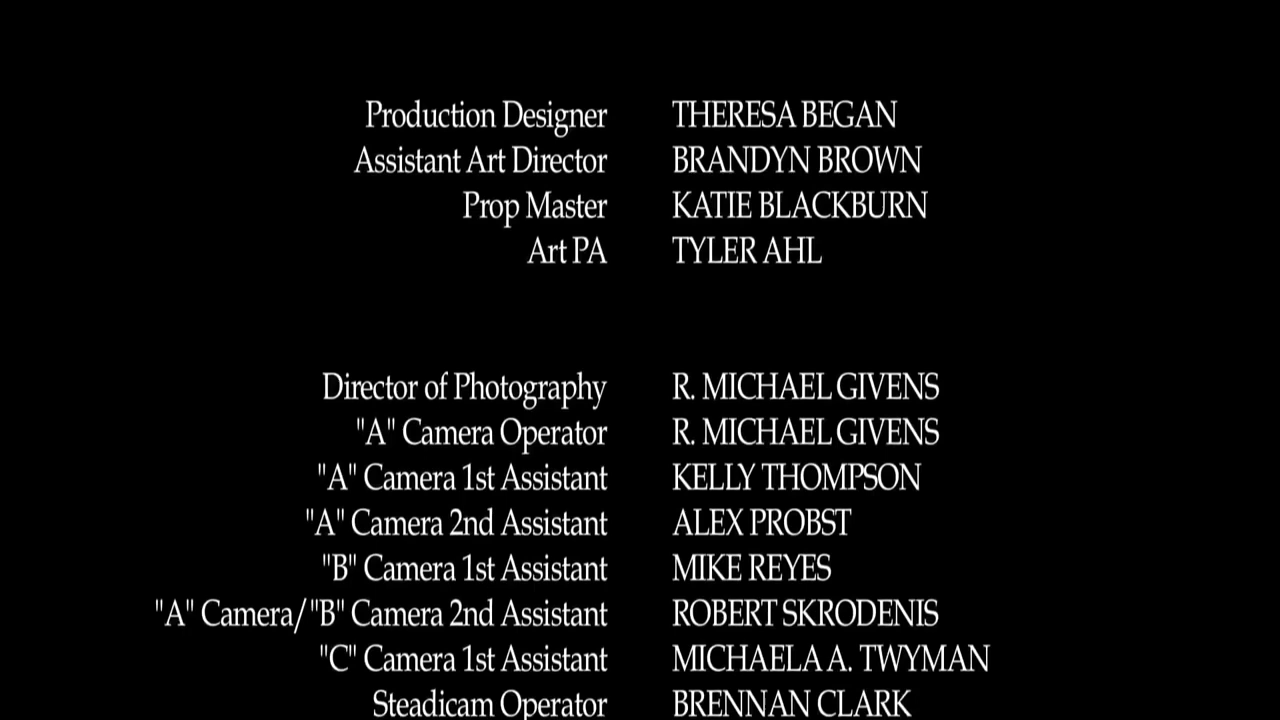 Production Designer THERESA BEGAN
Assistant Art Director BRANDYN BROWN
Prop Master KATIE BLACKBURN
Art PA TYLER AHL
Director of Photography R. MICHAEL GIVENS
"A" Camera Operator R. MICHAEL GIVENS
"A" Camera 1st Assistant KELLY THOMPSON
"A" Camera 2nd Assistant ALEX PROBST
"B" Camera 1st Assistant MIKE REYES
"A" Camera/"B" Camera 2nd Assistant ROBERT SKRODENIS
"C" Camera 1st Assistant MICHAELA A. TWYMAN
Steadicam Operator BRENNAN CLARK